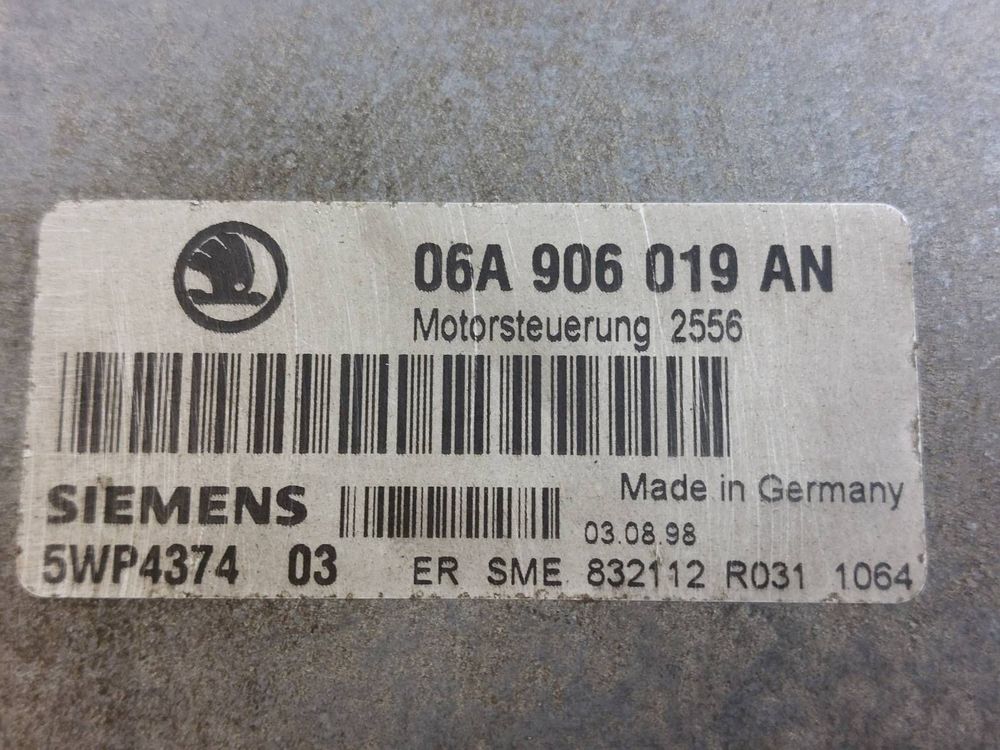 06A 906 019 AN
Motorsteuerung 2556
SIEMENS
Made in Germany
03.08.98
5WP4374 03
ER SME 832112 R031 1064